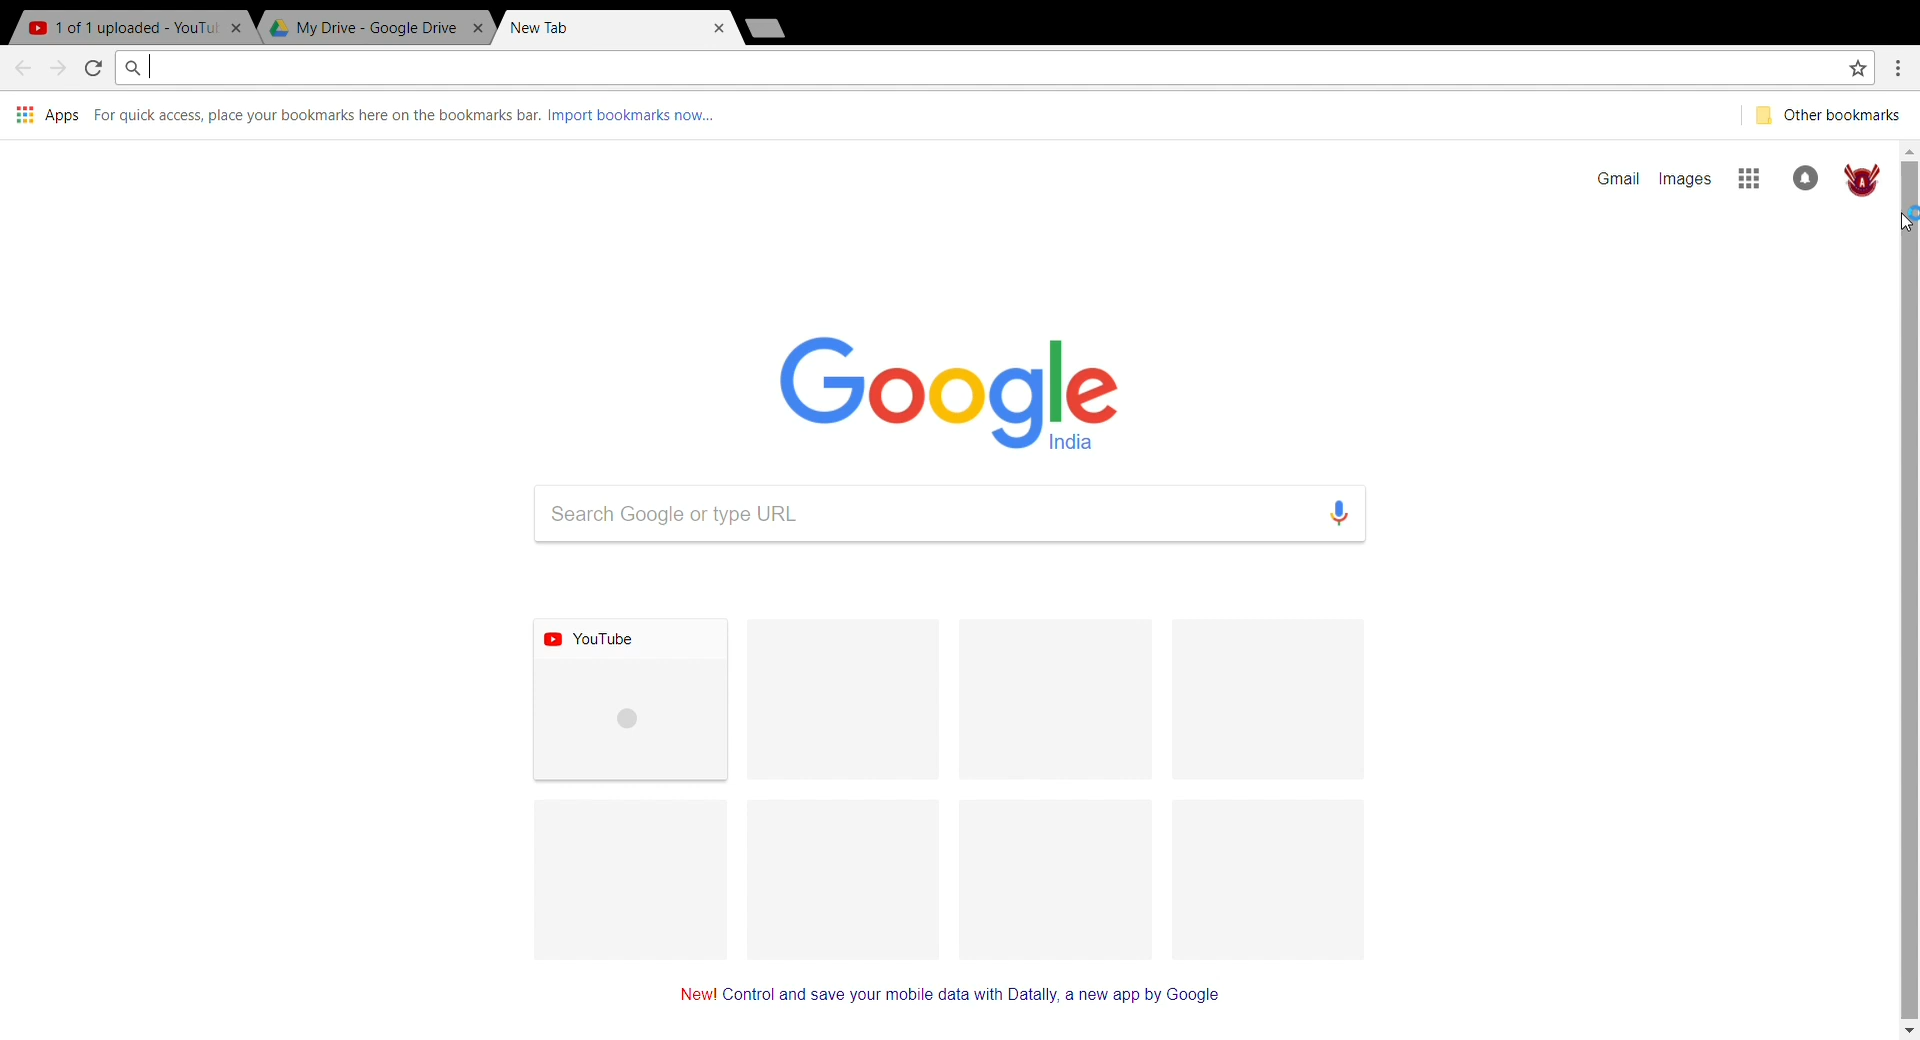 1 of 1 uploaded - YouTu
My Drive - Google Drive
New Tab
Apps
For quick access, place your bookmarks here on the bookmarks bar. Import bookmarks now...
Other bookmarks
Gmail
Images
A
Google
India
Search Google or type URL
YouTube
New! Control and save your mobile data with Datally, a new app by Google